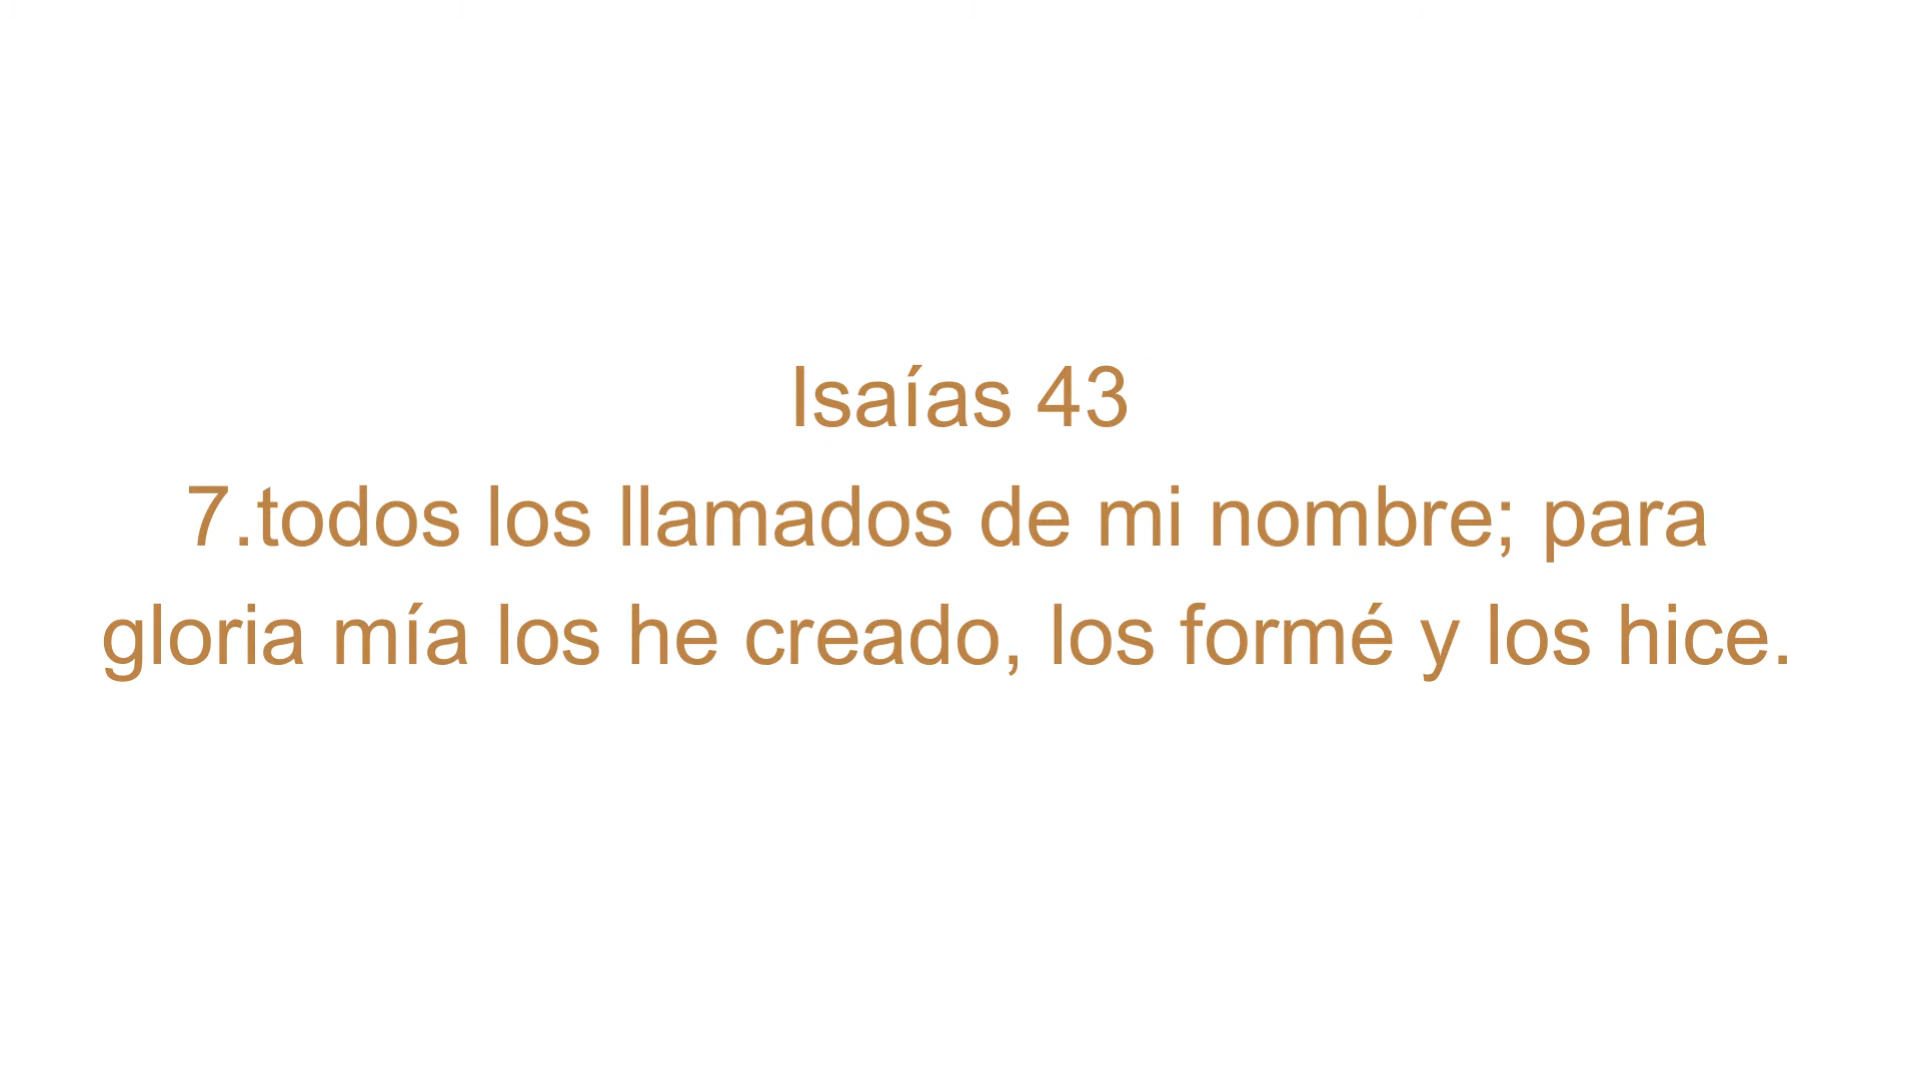 Isaías 43
7.todos los llamados de mi nombre; para
gloria mía los he creado, los formé y los hice.